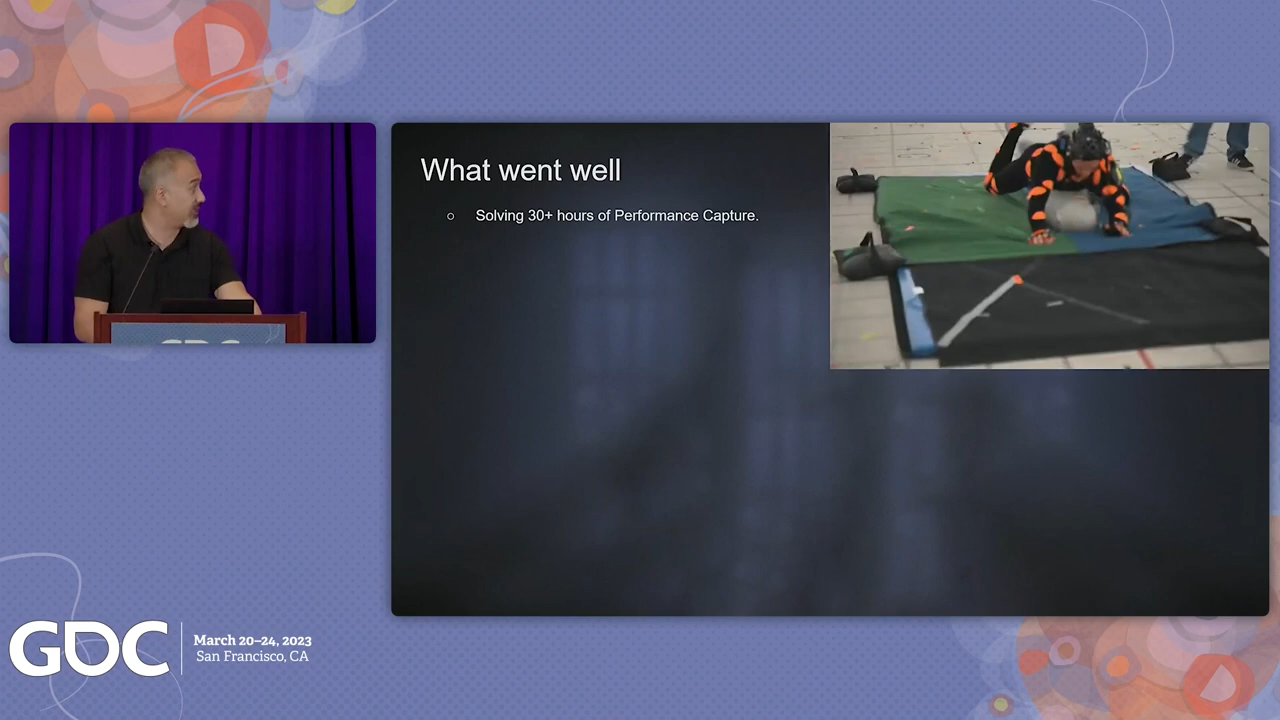 What went well
○ Solving 30+ hours of Performance Capture.
GDC
March 20–24, 2023
San Francisco, CA